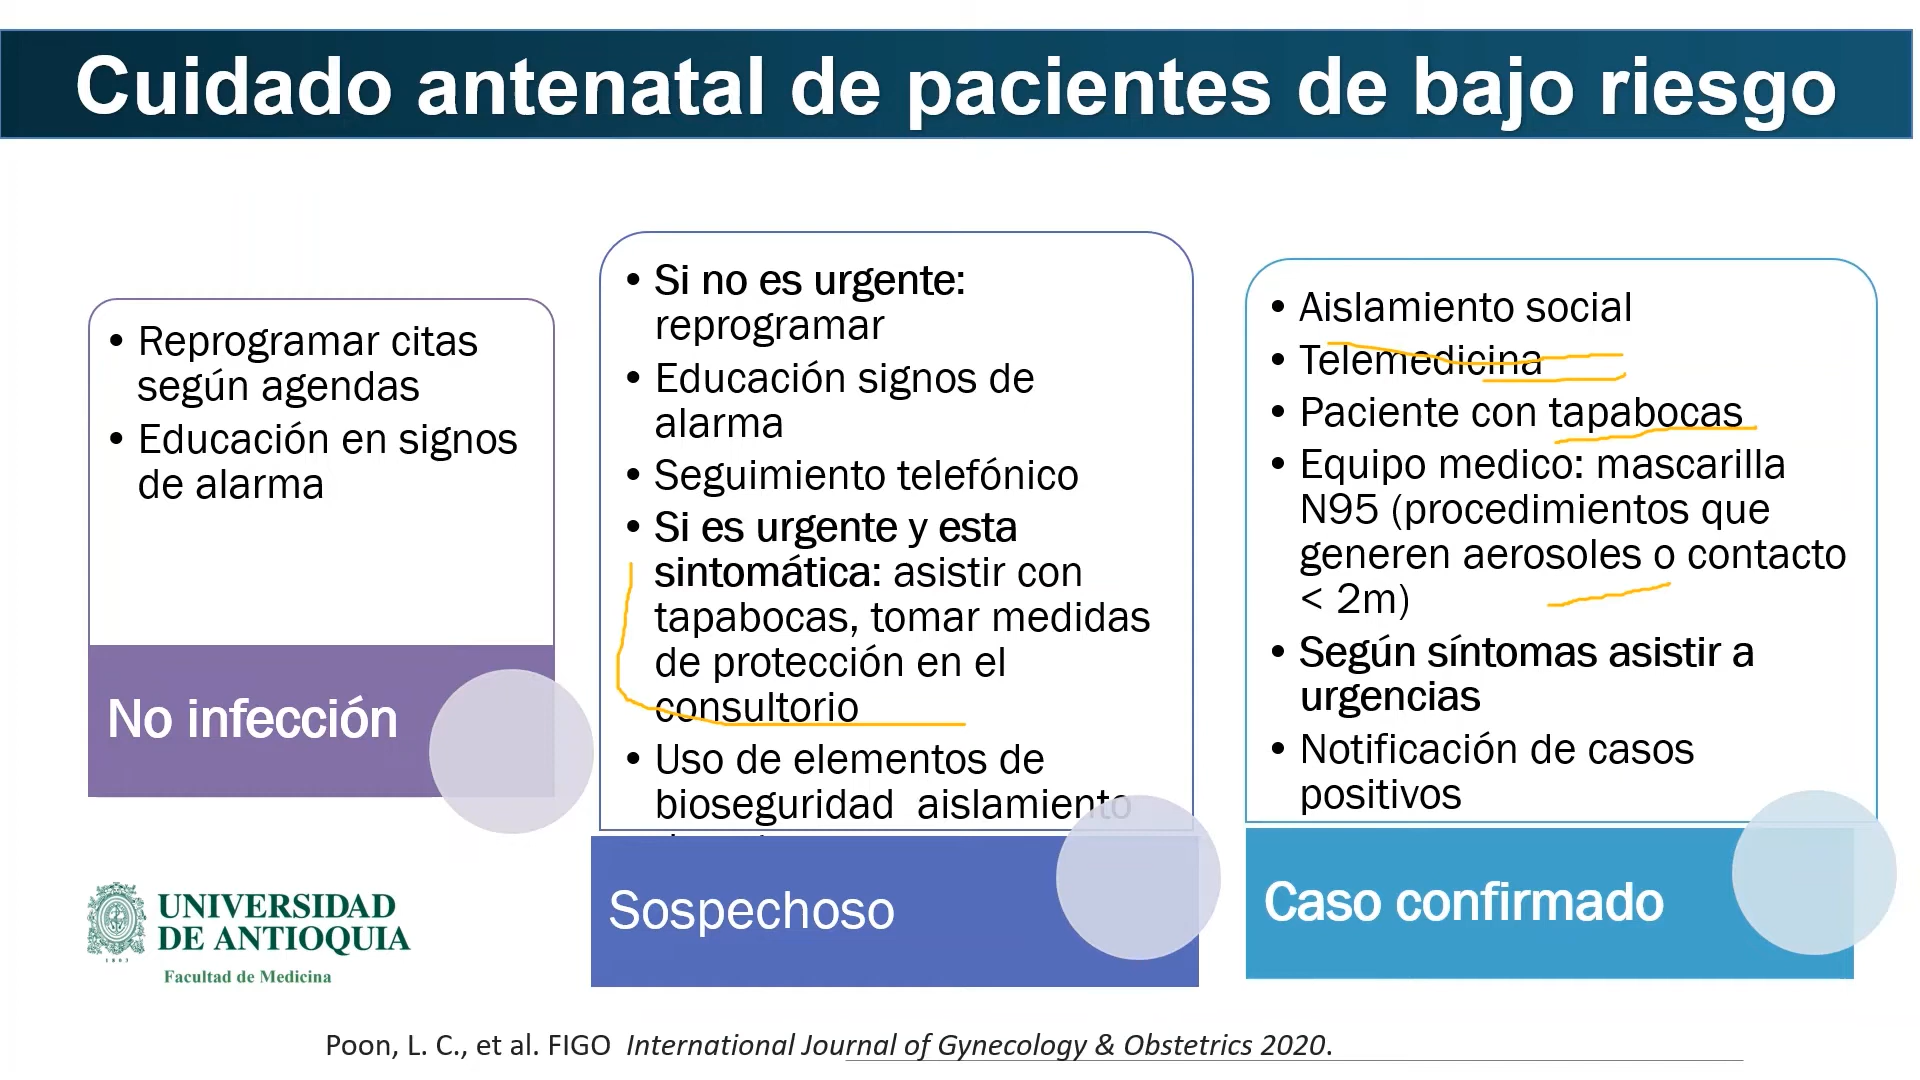 Cuidado antenatal de pacientes de bajo riesgo
• Reprogramar citas
según agendas
• Educación en signos
de alarma
No infección
• Si no es urgente:
reprogramar
• Educación signos de
alarma
• Seguimiento telefónico
• Si es urgente y esta
sintomática: asistir con
tapabocas, tomar medidas
de protección en el
consultorio
• Uso de elementos de
bioseguridad aislamiento
Sospechoso
• Aislamiento social
• Telemedicina
• Paciente con tapabocas
• Equipo medico: mascarilla
N95 (procedimientos que
generen aerosoles o contacto
< 2m)
• Según síntomas asistir a
urgencias
• Notificación de casos
positivos
Caso confirmado
UNIVERSIDAD
DE ANTIOQUIA
1803
Facultad de Medicina
Poon, L. C., et al. FIGO International Journal of Gynecology & Obstetrics 2020.